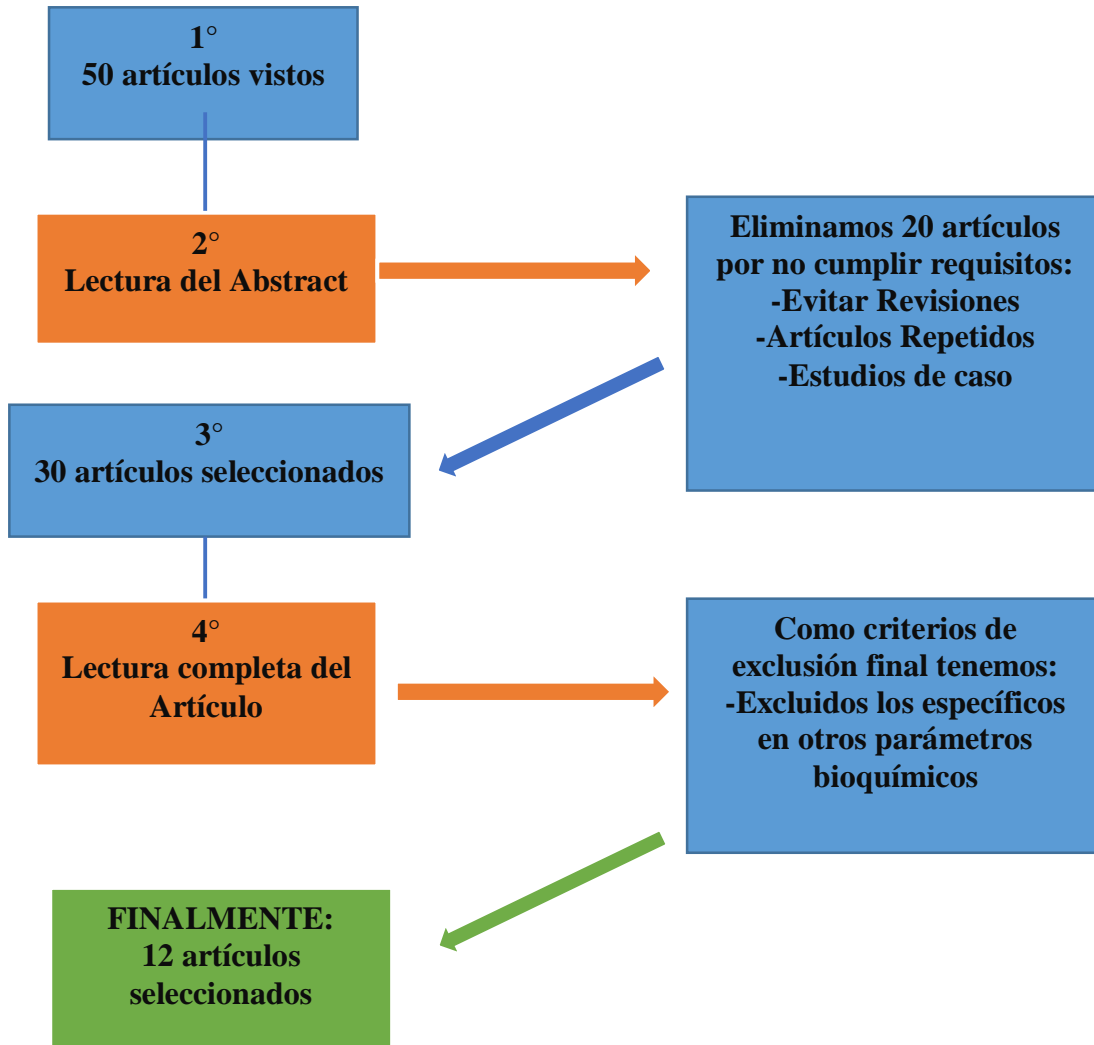 1°
50 artículos vistos
2°
Lectura del Abstract
Eliminamos 20 artículos
por no cumplir requisitos:
-Evitar Revisiones
-Artículos Repetidos
-Estudios de caso
3°
30 artículos seleccionados
4°
Lectura completa del
Artículo
Como criterios de
exclusión final tenemos:
-Excluidos los específicos
en otros parámetros
bioquímicos
FINALMENTE:
12 artículos
seleccionados